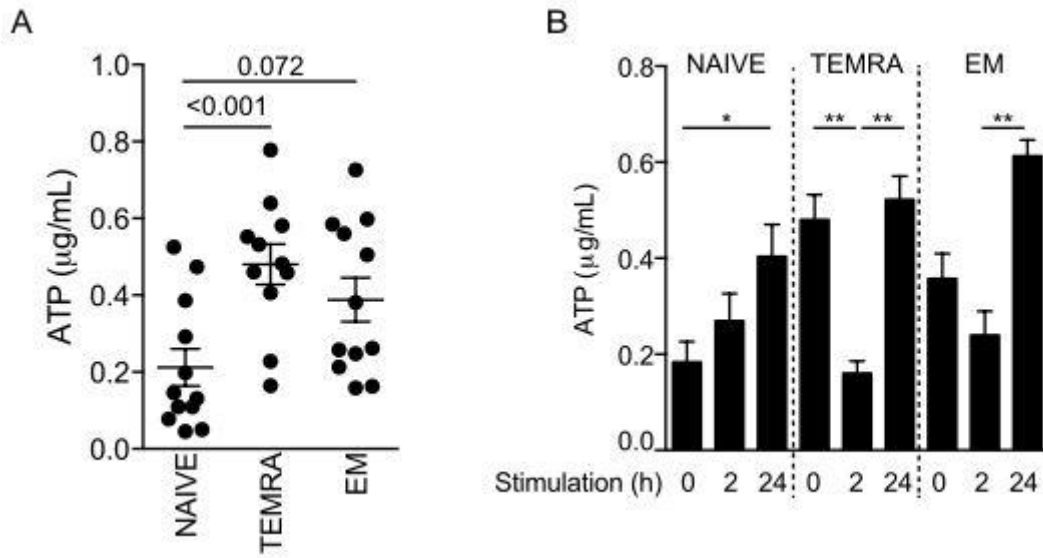 A
ATP (µg/mL)
1.0
0.8
0.6
0.4
0.2
0.0
0.072
<0.001
NAIVE
TEMRA
EM
B
ATP (µg/mL)
0.8
0.6
0.4
0.2
0.0
NAIVE
TEMRA
EM
*
**
**
**
Stimulation (h) 0 2 24 0 2 24 0 2 24